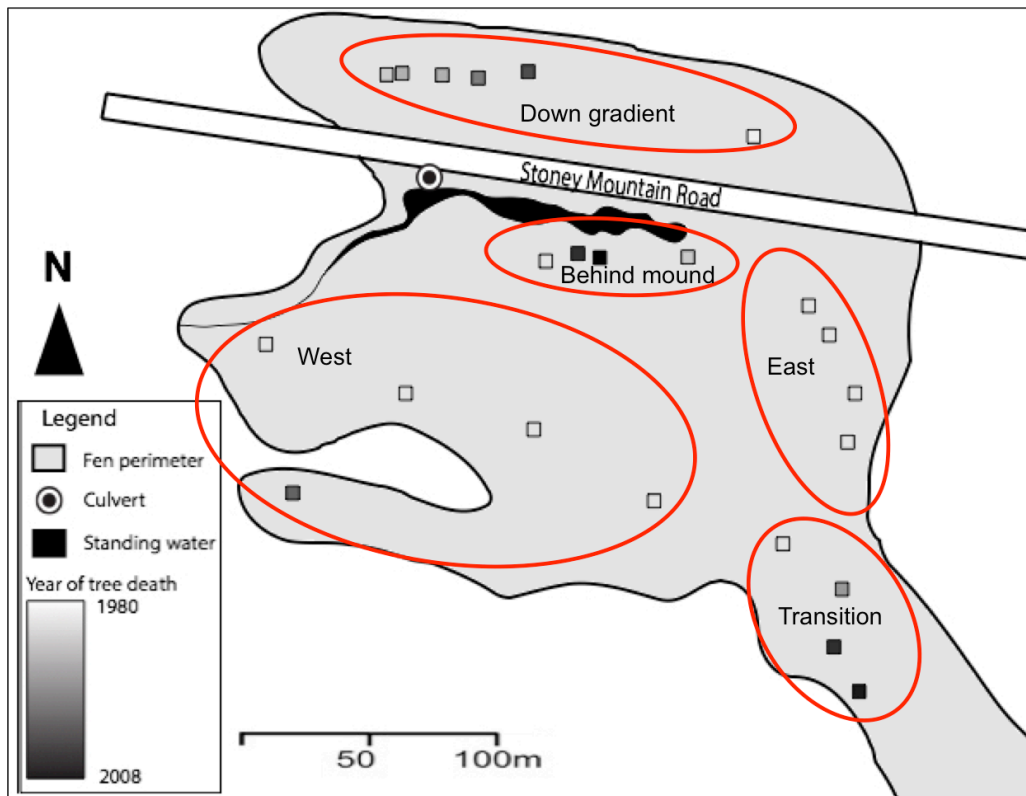 Down gradient
Stoney Mountain Road
N
Behind mound
West
East
Legend
Fen perimeter
Culvert
Standing water
Year of tree death
1980
2008
Transition
50 100m